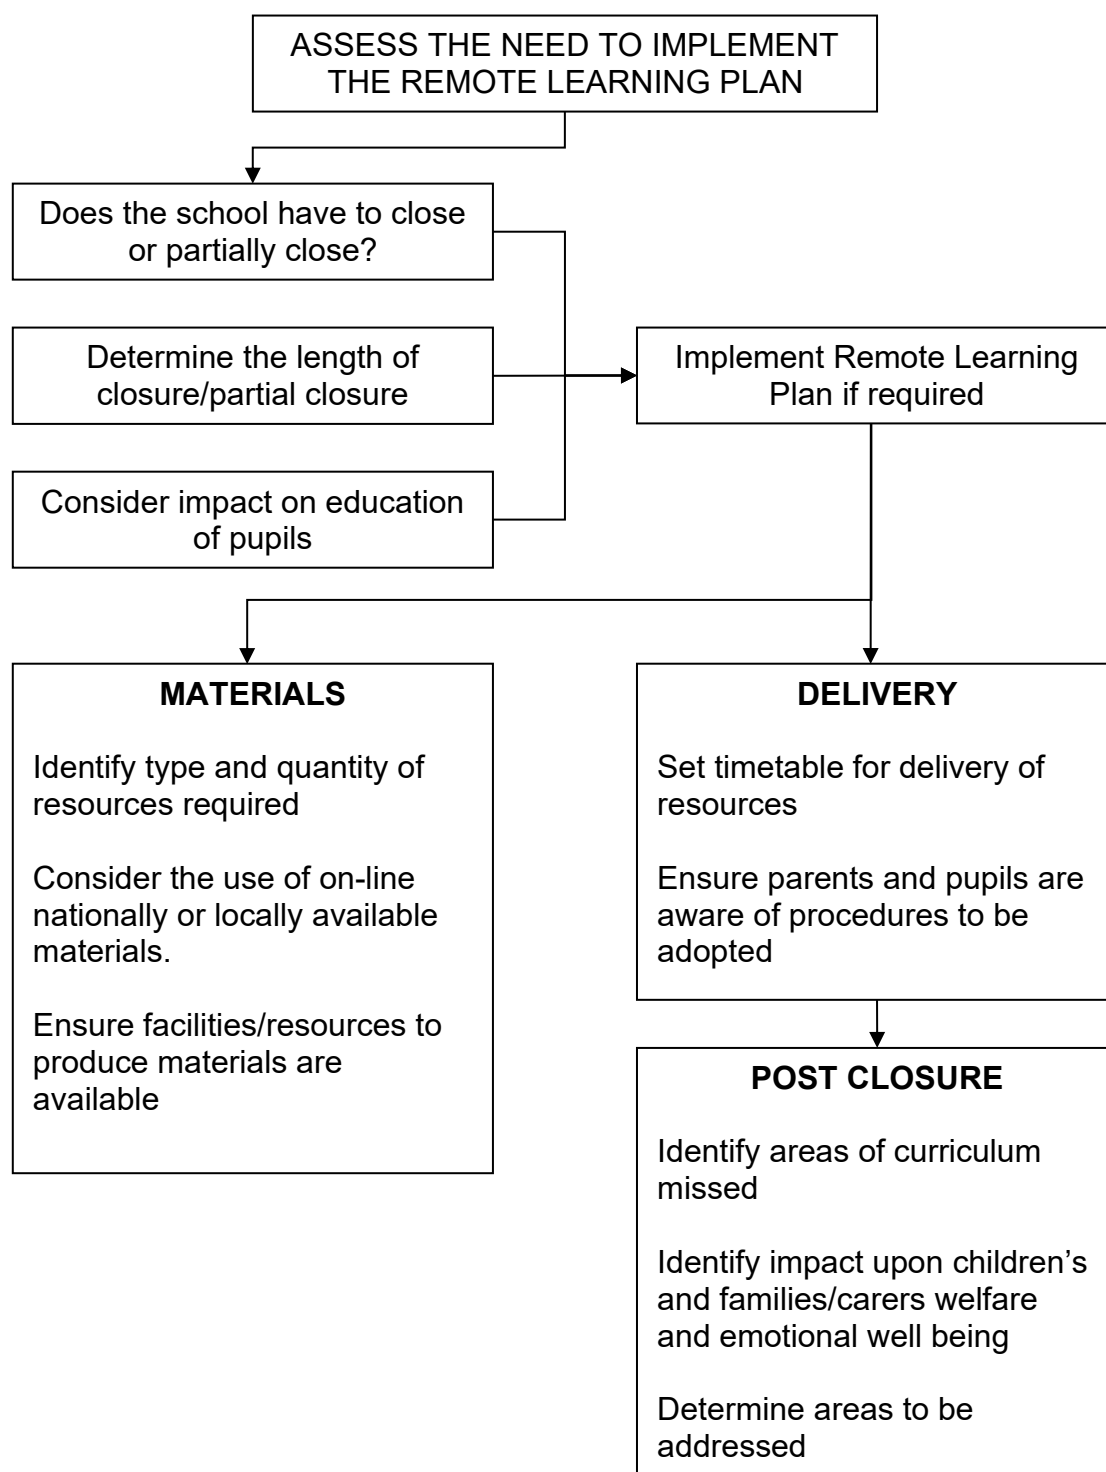 ASSESS THE NEED TO IMPLEMENT
THE REMOTE LEARNING PLAN
Does the school have to close
or partially close?
Determine the length of
closure/partial closure
Implement Remote Learning
Plan if required
Consider impact on education
of pupils
MATERIALS
Identify type and quantity of
resources required
Consider the use of on-line
nationally or locally available
materials.
Ensure facilities/resources to
produce materials are
available
DELIVERY
Set timetable for delivery of
resources
Ensure parents and pupils are
aware of procedures to be
adopted
POST CLOSURE
Identify areas of curriculum
missed
Identify impact upon children’s
and families/carers welfare
and emotional well being
Determine areas to be
addressed